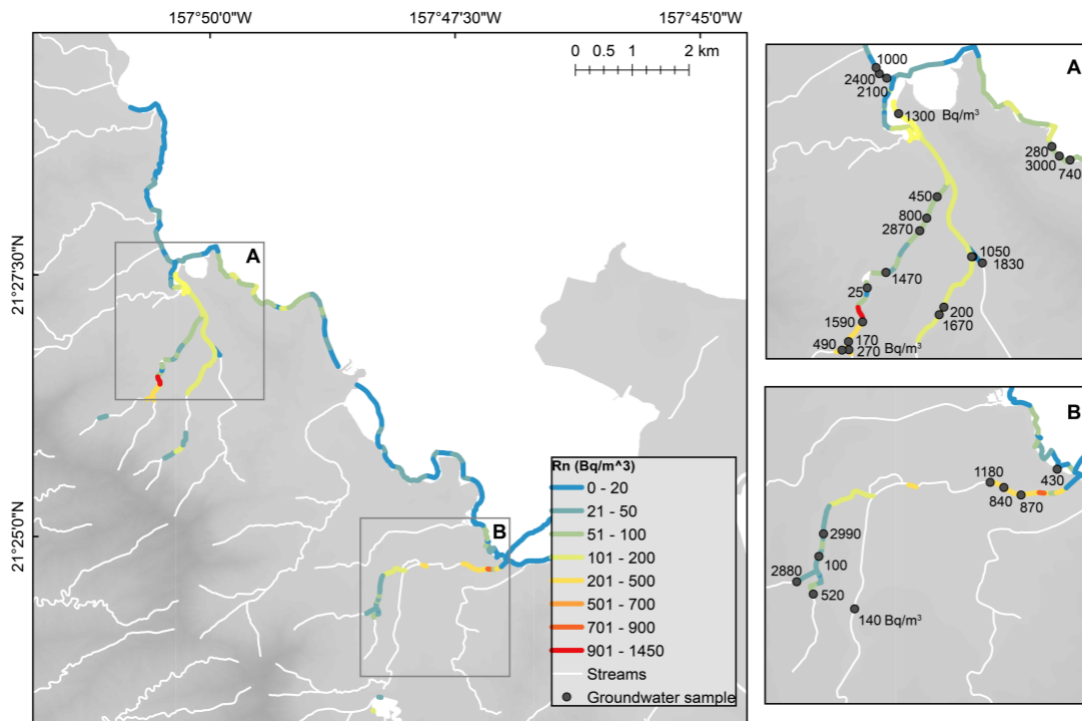 157°50'0"W
157°47'30"W
157°45'0"W
0 0.5 1 2 km
21°27'30"N
21°25'0"N
A
B
Rn (Bq/m^3)
0 - 20
21 - 50
51 - 100
101 - 200
201 - 500
501 - 700
701 - 900
901 - 1450
Streams
Groundwater sample
A
1000
2400
2100
1300 Bq/m³
280
3000
740
450
800
2870
1050
1830
1470
25
200
1670
1590
170
490
270 Bq/m³
B
430
1180
840
870
2990
100
2880
520
140 Bq/m³